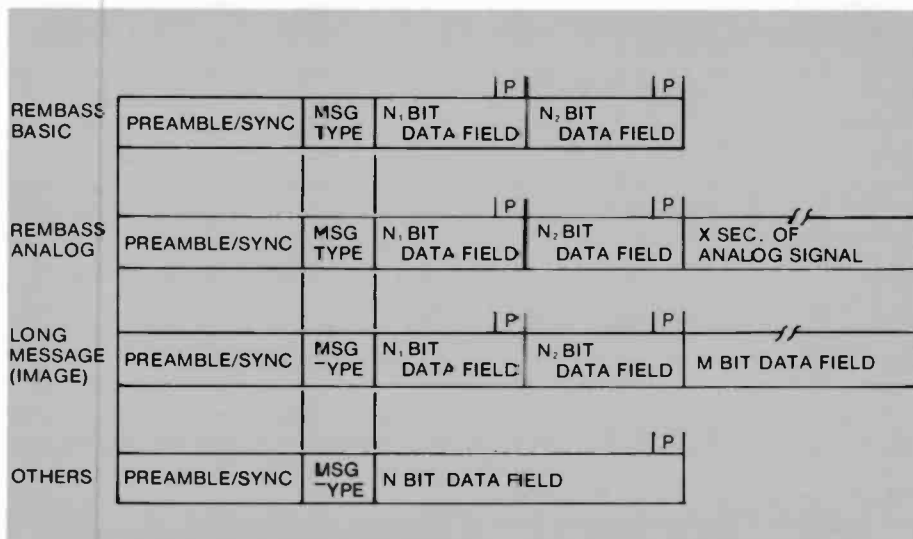 P P
REMBASS BASIC PREAMBLE/SYNC MSG TYPE N₁ BIT DATA FIELD N₂ BIT DATA FIELD
P P
REMBASS ANALOG PREAMBLE/SYNC MSG TYPE N₁ BIT DATA FIELD N₂ BIT DATA FIELD X SEC. OF ANALOG SIGNAL
P P
LONG MESSAGE (IMAGE) PREAMBLE/SYNC MSG TYPE N₁ BIT DATA FIELD N₂ BIT DATA FIELD M BIT DATA FIELD
P
OTHERS PREAMBLE/SYNC MSG TYPE N BIT DATA FIELD